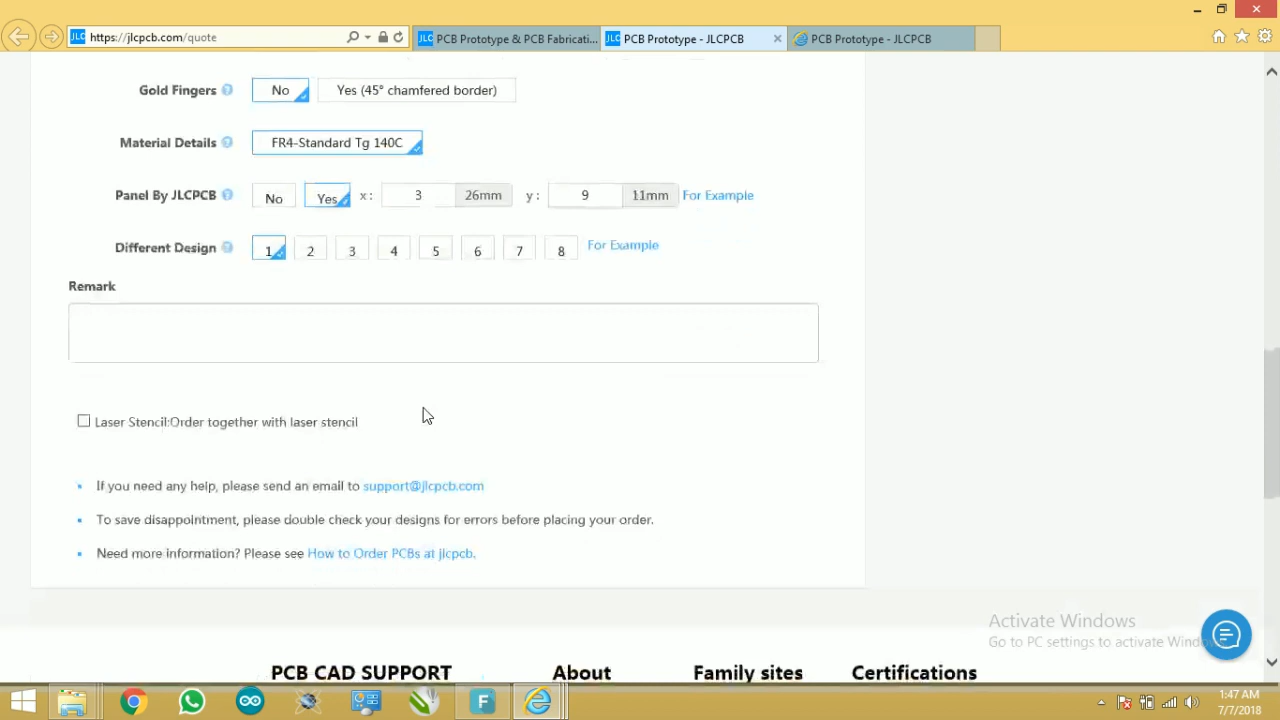 https://jlcpcb.com/quote
JLC PCB Prototype & PCB Fabricati...
JLC PCB Prototype - JLCPCB
PCB Prototype - JLCPCB
Gold Fingers No Yes (45° chamfered border)
Material Details FR4-Standard Tg 140C
Panel By JLCPCB No Yes x: 3 26mm y: 9 11mm For Example
Different Design 1 2 3 4 5 6 7 8 For Example
Remark
Laser Stencil:Order together with laser stencil
If you need any help, please send an email to support@jlcpcb.com
To save disappointment, please double check your designs for errors before placing your order.
Need more information? Please see How to Order PCBs at jlcpcb.
Activate Windows
Go to PC settings to activate Windows
PCB CAD SUPPORT About Family sites Certifications
1:47 AM
7/7/2018